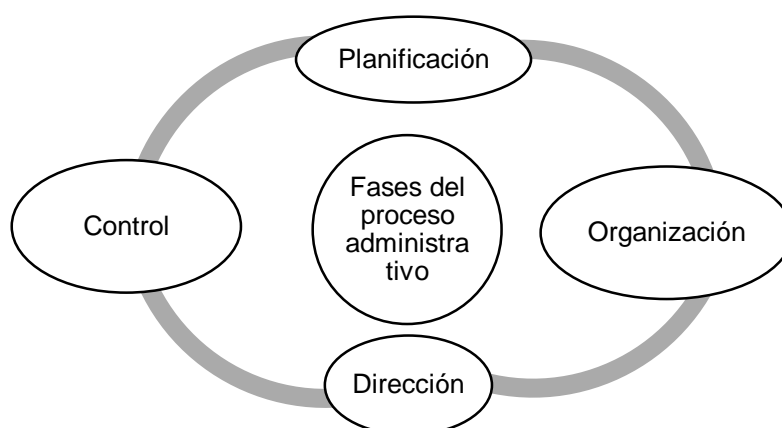 Planificación
Control
Fases del
proceso
administra
tivo
Organización
Dirección